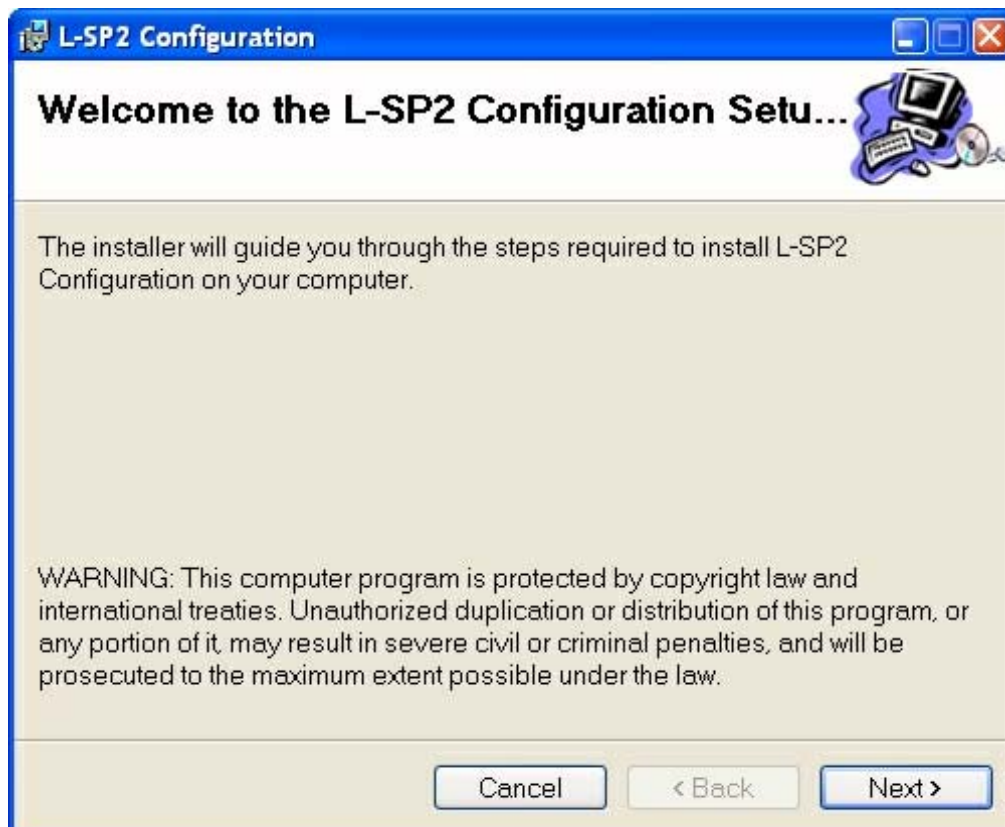 L-SP2 Configuration
Welcome to the L-SP2 Configuration Setu...
The installer will guide you through the steps required to install L-SP2
Configuration on your computer.
WARNING: This computer program is protected by copyright law and
international treaties. Unauthorized duplication or distribution of this program, or
any portion of it, may result in severe civil or criminal penalties, and will be
prosecuted to the maximum extent possible under the law.
Cancel < Back Next >